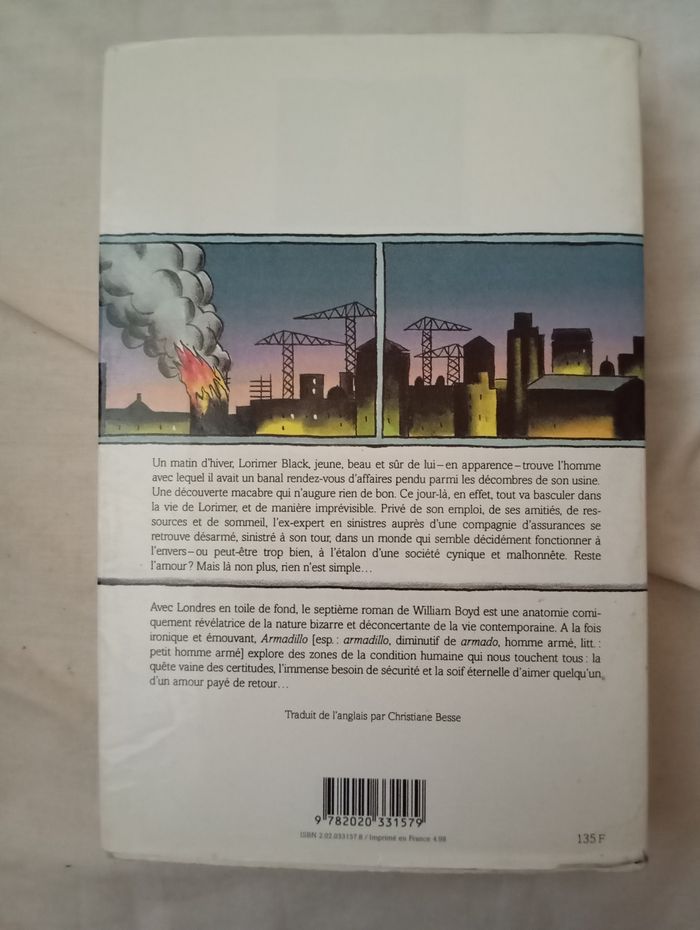 Un matin d'hiver, Lorimer Black, jeune, beau et sûr de lui – en apparence – trouve l'homme
avec lequel il avait un banal rendez-vous d'affaires pendu parmi les décombres de son usine.
Une découverte macabre qui n'augure rien de bon. Ce jour-là, en effet, tout va basculer dans
la vie de Lorimer, et de manière imprévisible. Privé de son emploi, de ses amitiés, de res-
sources et de sommeil, l'ex-expert en sinistres auprès d'une compagnie d'assurances se
retrouve désarmé, sinistré à son tour, dans un monde qui semble décidément fonctionner à
l'envers – ou peut-être trop bien, à l'étalon d'une société cynique et malhonnête. Reste
l'amour ? Mais là non plus, rien n'est simple…
Avec Londres en toile de fond, le septième roman de William Boyd est une anatomie comi-
quement révélatrice de la nature bizarre et déconcertante de la vie contemporaine. A la fois
ironique et émouvant, Armadillo [esp. : armadillo, diminutif de armado, homme armé, litt. :
petit homme armé] explore des zones de la condition humaine qui nous touchent tous : la
quête vaine des certitudes, l'immense besoin de sécurité et la soif éternelle d'aimer quelqu'un,
d'un amour payé de retour…
Traduit de l'anglais par Christiane Besse
9 782020 331579
ISBN 2.02.033157.8 / Imprimé en France 4.98
135 F